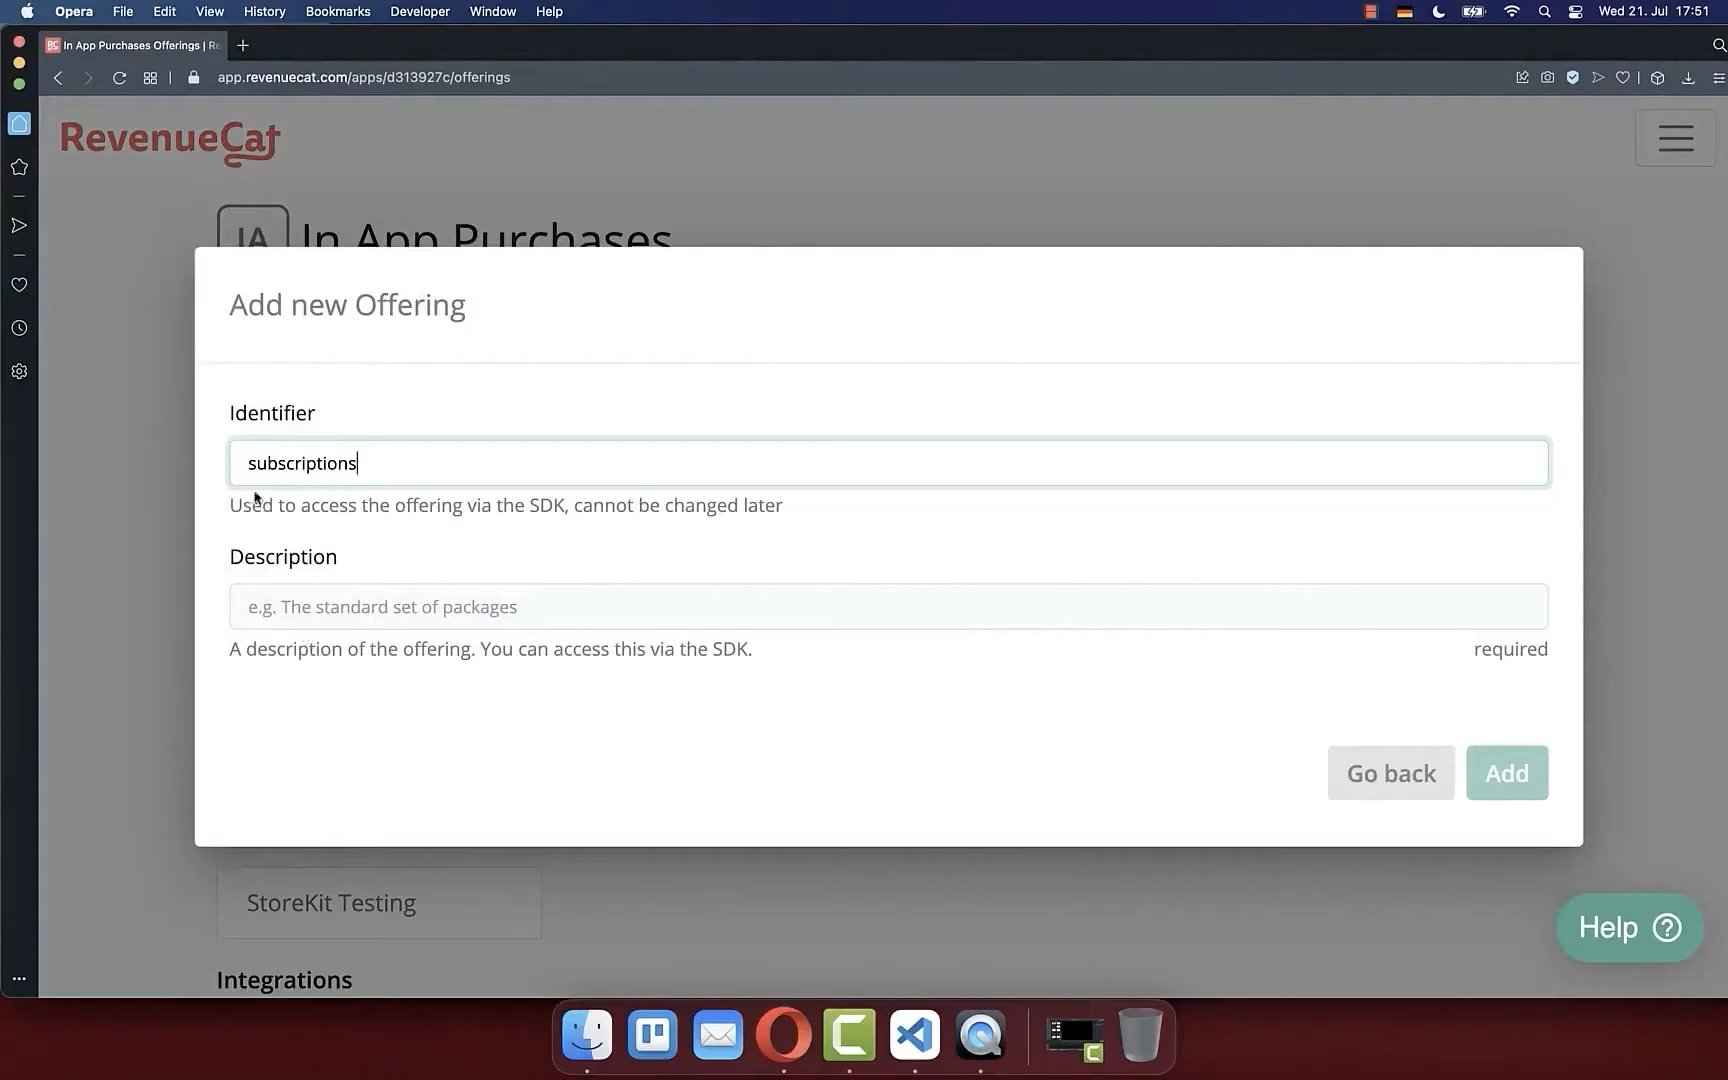 Opera File Edit View History Bookmarks Developer Window Help Wed 21. Jul 17:51
In App Purchases Offerings | Re
app.revenuecat.com/apps/d313927c/offerings
RevenueCat
IA In App Purchases
Add new Offering
Identifier
subscriptions
Used to access the offering via the SDK, cannot be changed later
Description
e.g. The standard set of packages
A description of the offering. You can access this via the SDK. required
Go back Add
StoreKit Testing
Help
Integrations